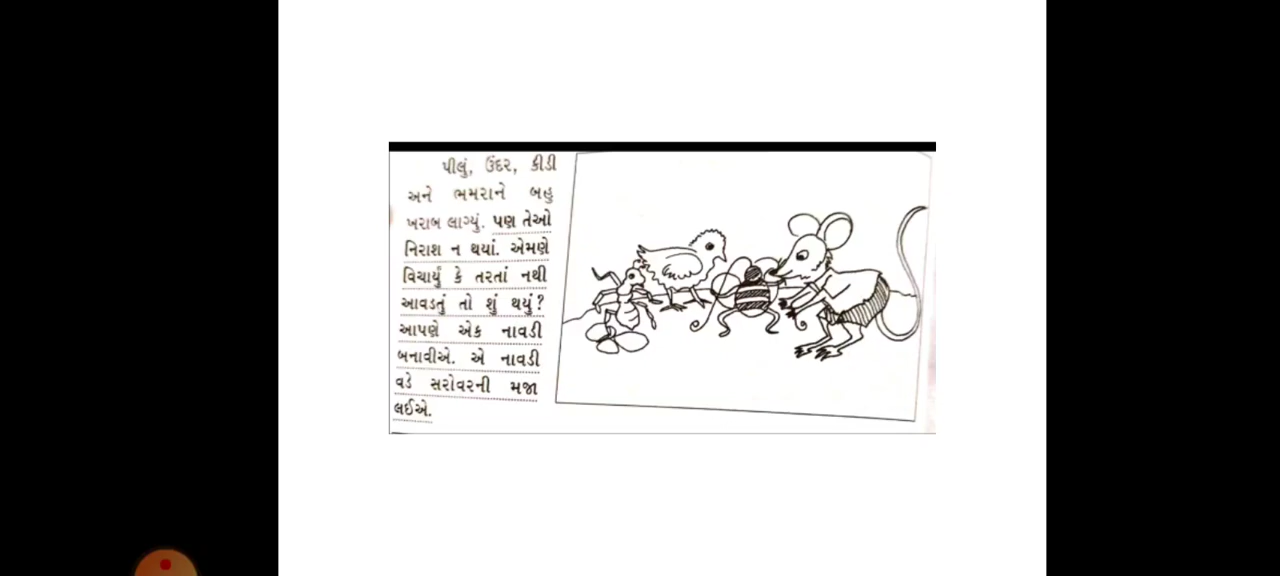 પીલું, ઉંદર, કીડી
અને ભમરાને બહુ
ખરાબ લાગ્યું. પણ તેઓ
નિરાશ ન થયાં. એમણે
વિચાર્યું કે તરતાં નથી
આવડતું તો શું થયું?
આપણે એક નાવડી
બનાવીએ. એ નાવડી
વડે સરોવરની મજા
લઈએ.